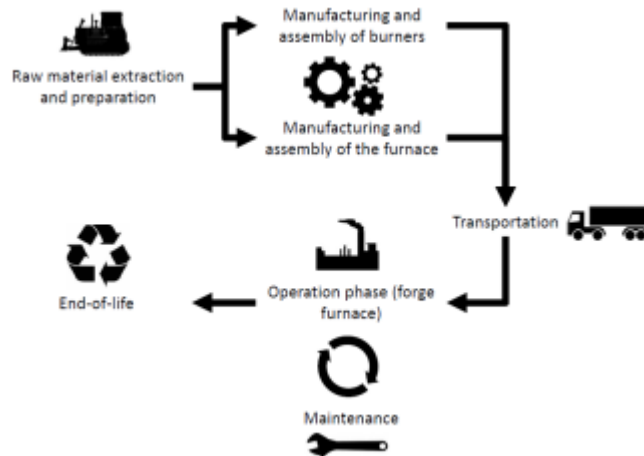 Manufacturing and
assembly of burners
Raw material extraction
and preparation
Manufacturing and
assembly of the furnace
Transportation
End-of-life
Operation phase (forge
furnace)
Maintenance